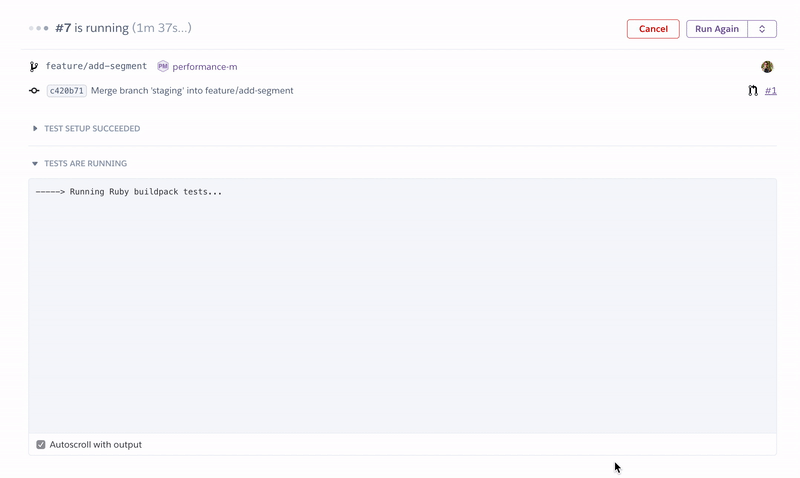 #7 is running (1m 37s...)
Cancel
Run Again
feature/add-segment PM performance-m
c420b71 Merge branch 'staging' into feature/add-segment
#1
TEST SETUP SUCCEEDED
TESTS ARE RUNNING
-----> Running Ruby buildpack tests...
Autoscroll with output